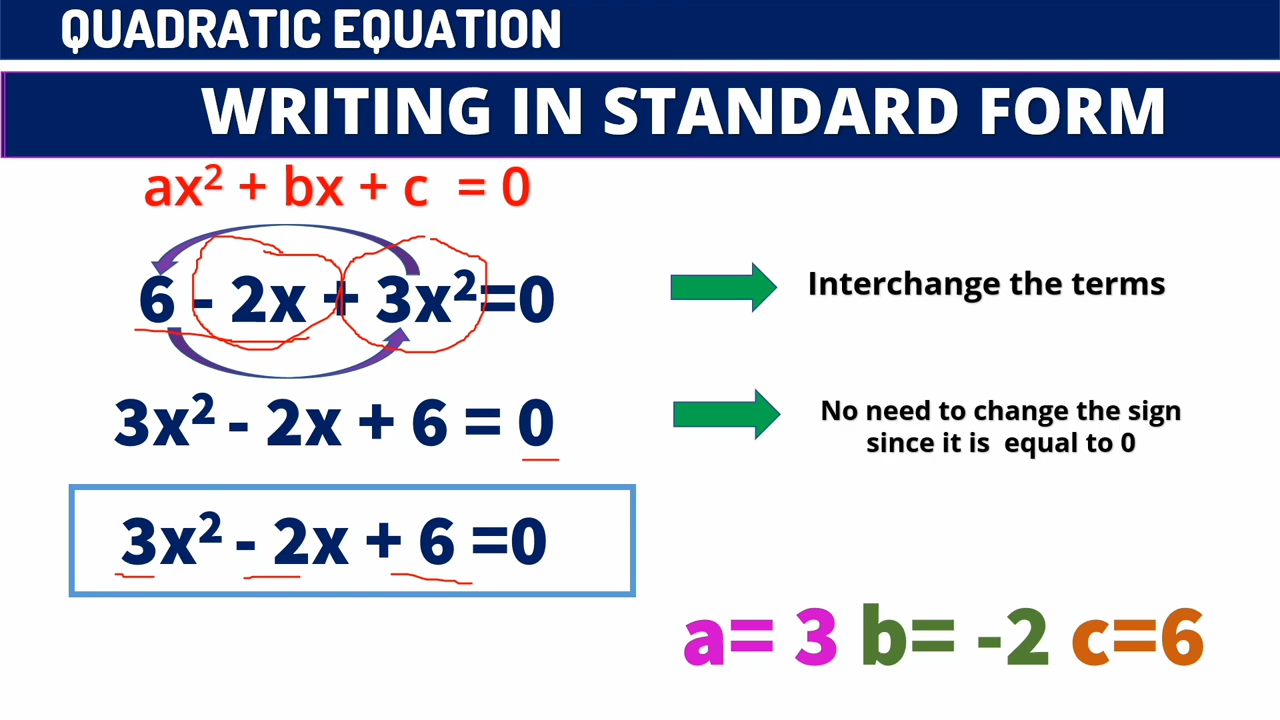 QUADRATIC EQUATION
WRITING IN STANDARD FORM
ax² + bx + c = 0
6 - 2x + 3x²=0
Interchange the terms
3x² - 2x + 6 = 0
No need to change the sign
since it is equal to 0
3x² - 2x + 6 =0
a= 3 b= -2 c=6